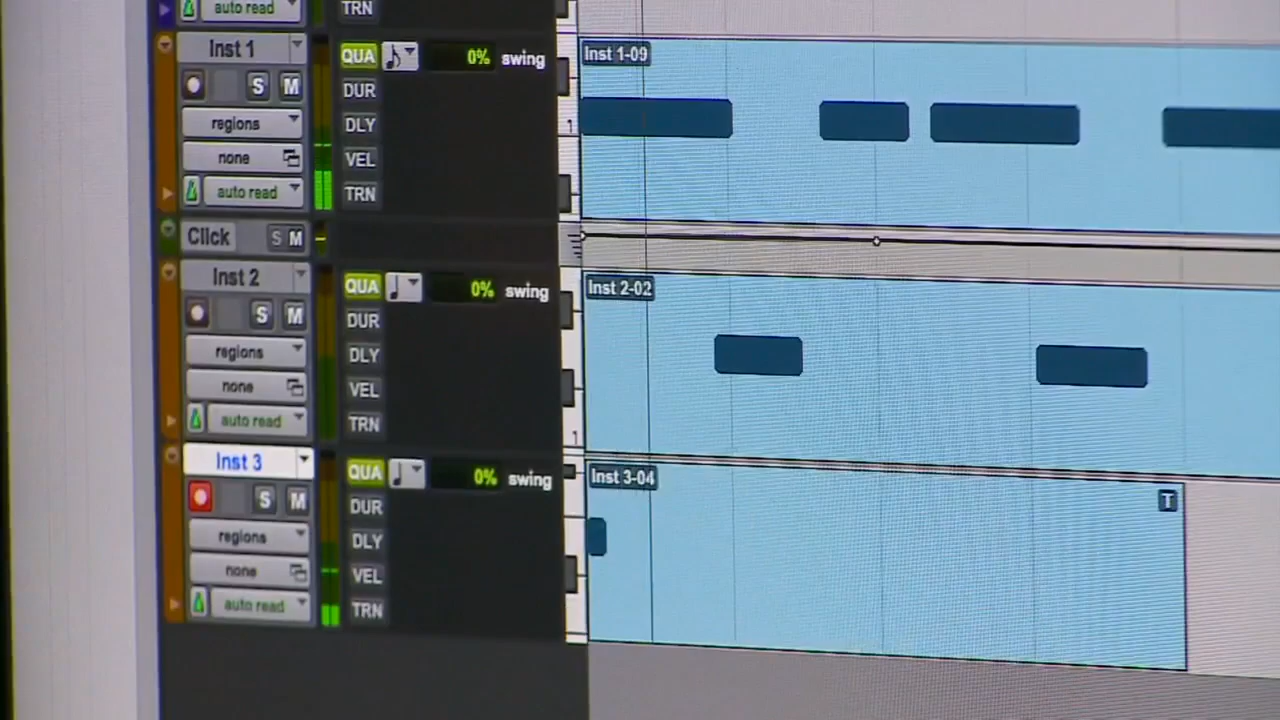 auto read
TRN
Inst 1
QUA 0% swing
Inst 1-09
S M
DUR
regions
DLY
1
none
VEL
auto read
TRN
Click
S M
Inst 2
QUA 0% swing
Inst 2-02
S M
DUR
regions
DLY
none
VEL
auto read
TRN
1
Inst 3
QUA 0% swing
Inst 3-04
S M
DUR
T
regions
DLY
none
VEL
auto read
TRN